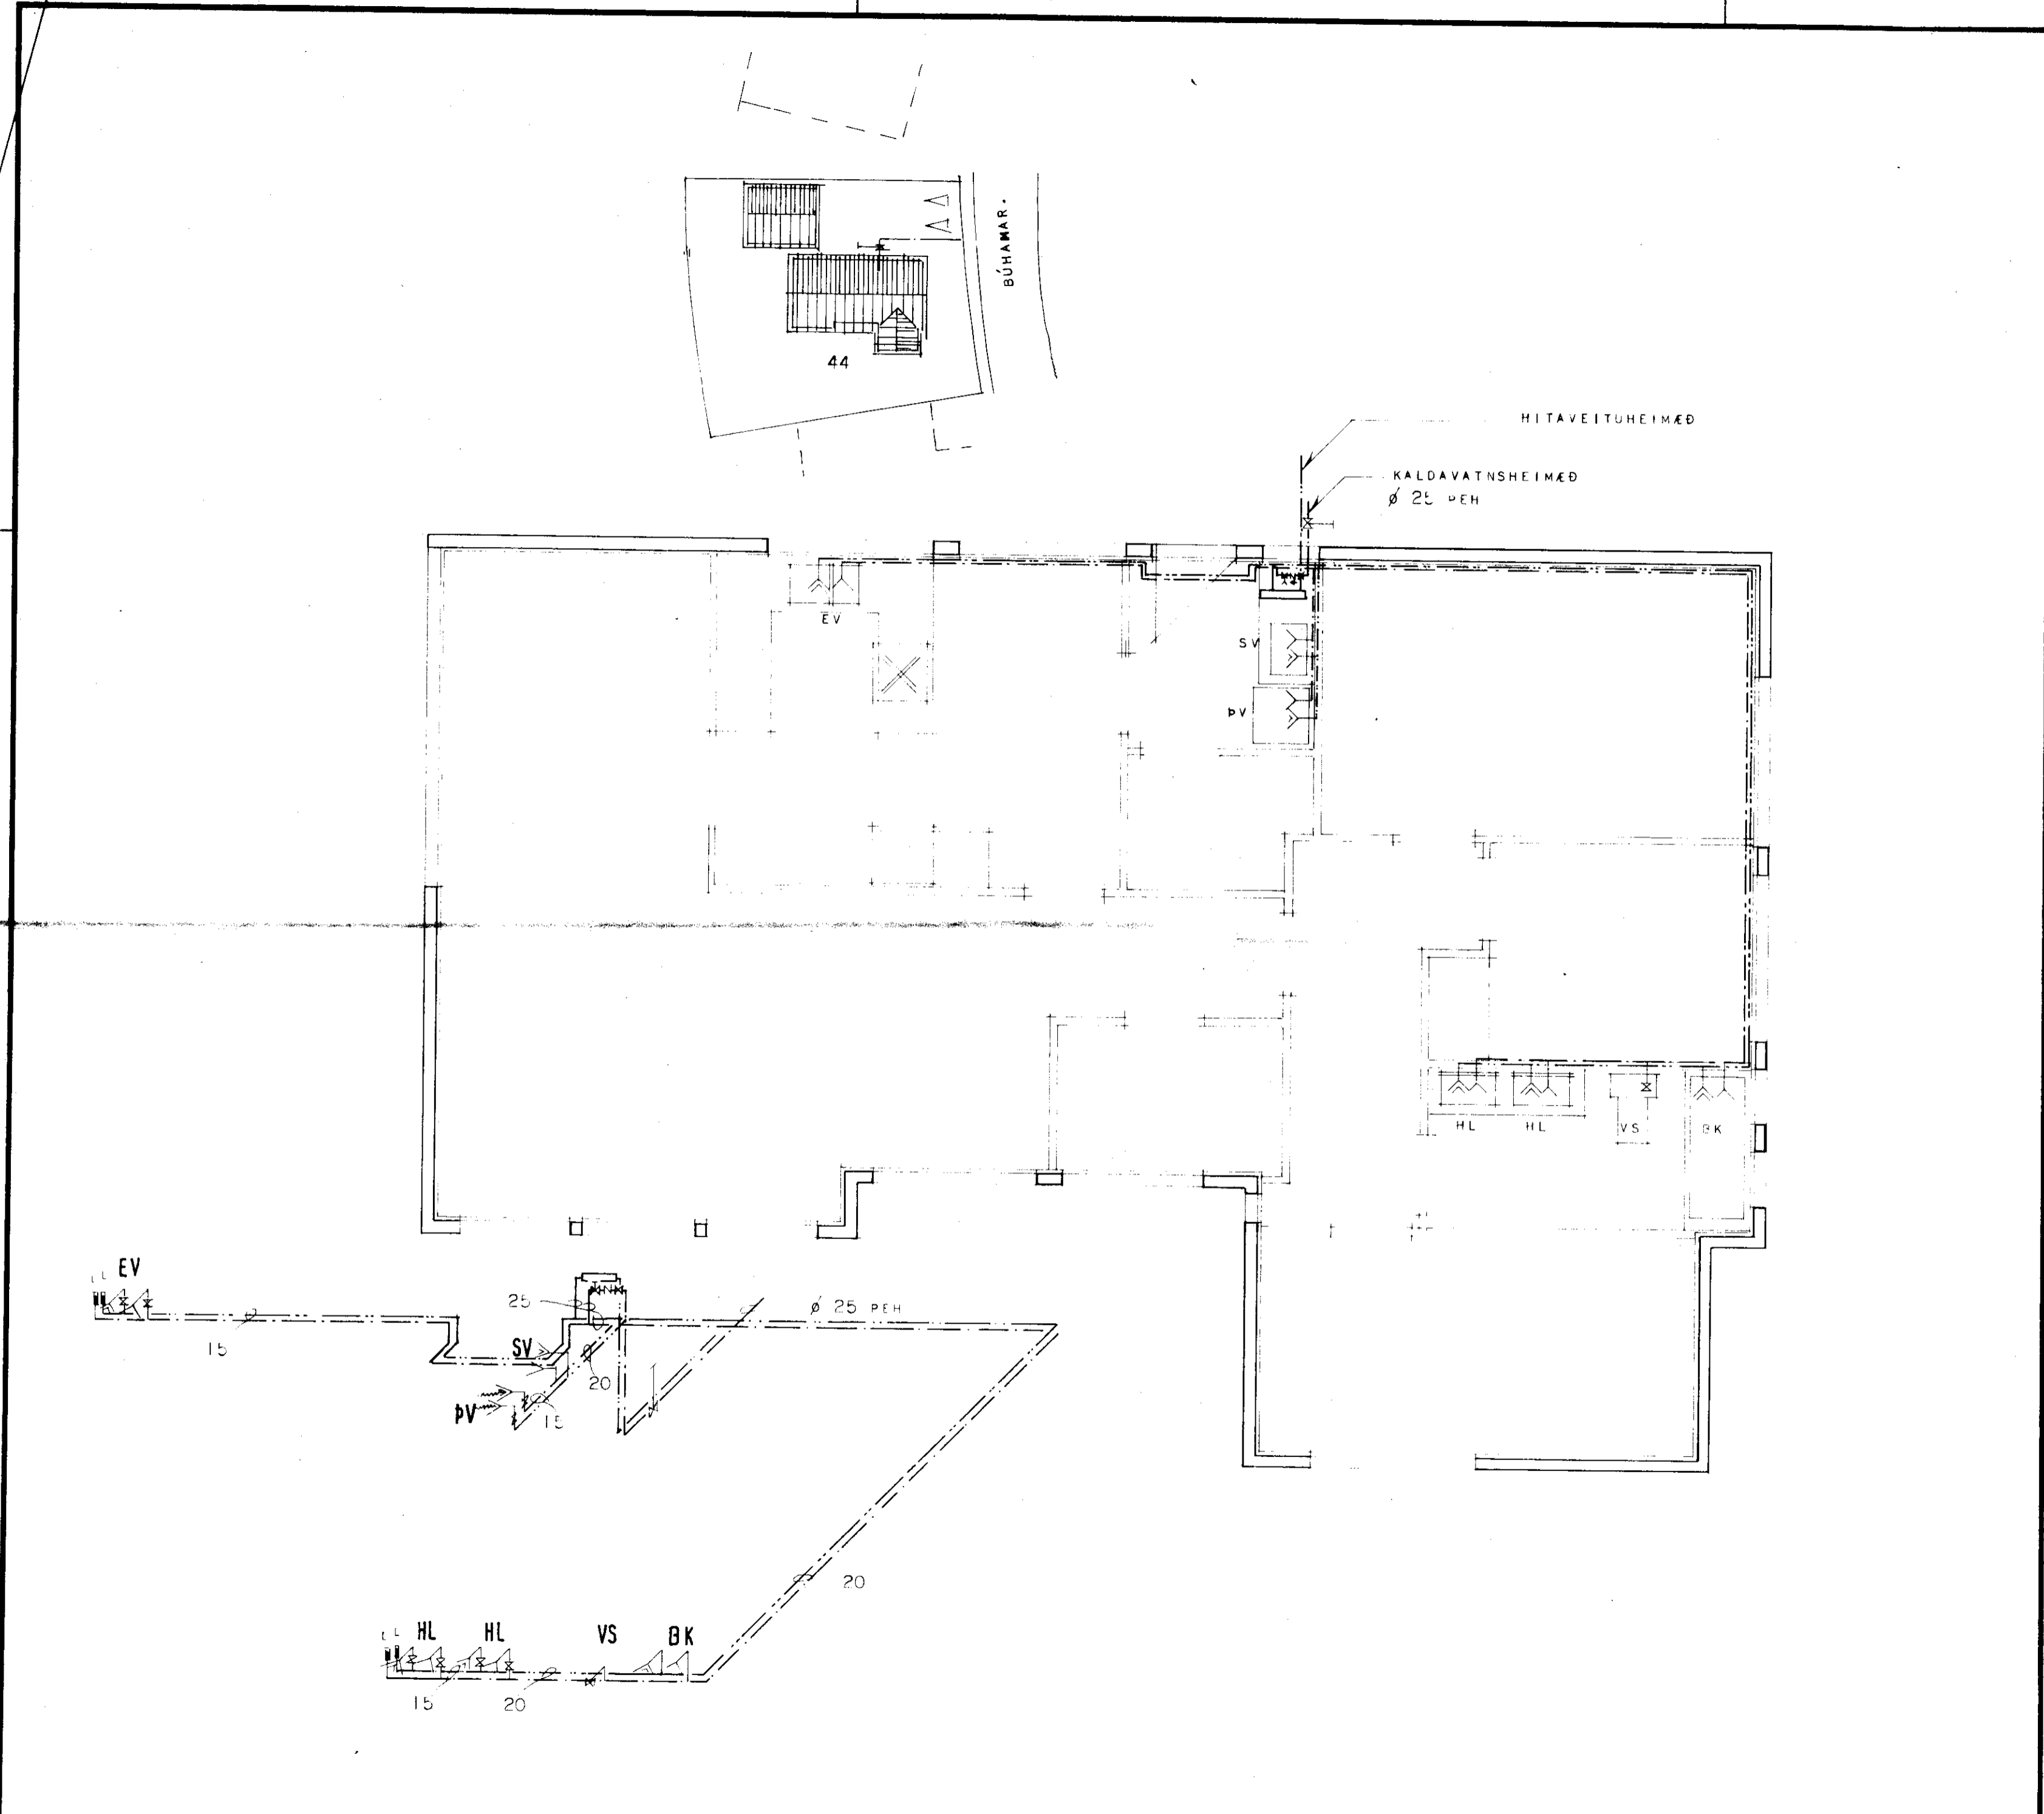 BÚHAMAR.
44
HITAVEITUHEIMÆÐ
KALDAVATNSHEIMÆÐ
Ø 25 PEH
EV
SV
ÞV
HL
HL
VS
BK
L L
EV
15
25
Ø 25 PEH
SV
20
ÞV
15
20
L L
HL
HL
VS
BK
15
20